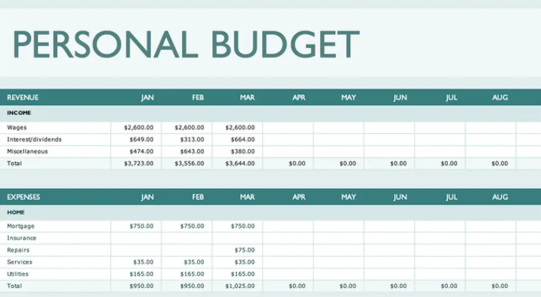 PERSONAL BUDGET
REVENUE JAN FEB MAR APR MAY JUN JUL AUG
INCOME
Wages $2,600.00 $2,600.00 $2,600.00
Interest/dividends $649.00 $313.00 $664.00
Miscellaneous $474.00 $643.00 $380.00
Total $3,723.00 $3,556.00 $3,644.00 $0.00 $0.00 $0.00 $0.00 $0.00
EXPENSES JAN FEB MAR APR MAY JUN JUL AUG
HOME
Mortgage $750.00 $750.00 $750.00
Insurance
Repairs $75.00
Services $35.00 $35.00 $35.00
Utilities $165.00 $165.00 $165.00
Total $950.00 $950.00 $1,025.00 $0.00 $0.00 $0.00 $0.00 $0.00